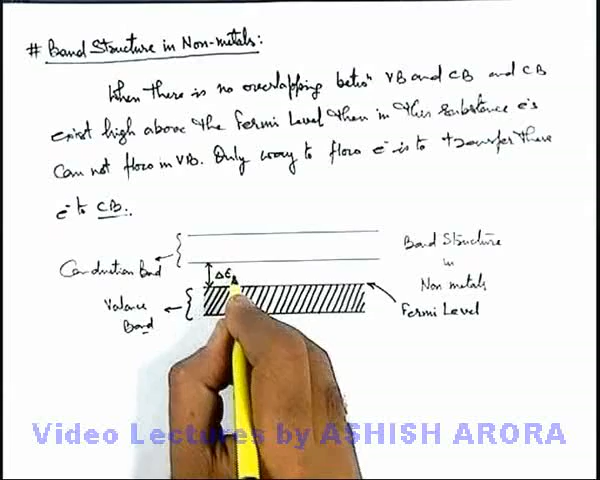 # Band Structure in Non-metals:
When there is no overlapping betⁿ VB and CB and CB
exist high above the Fermi Level then in this substance e⁻s
Can not flow in VB. Only way to flow e⁻ is to transfer there
e⁻ to CB.
Conduction Band
Valance
Band
ΔE
Band Structure
in
Non metals
Fermi Level
Video Lectures by ASHISH ARORA